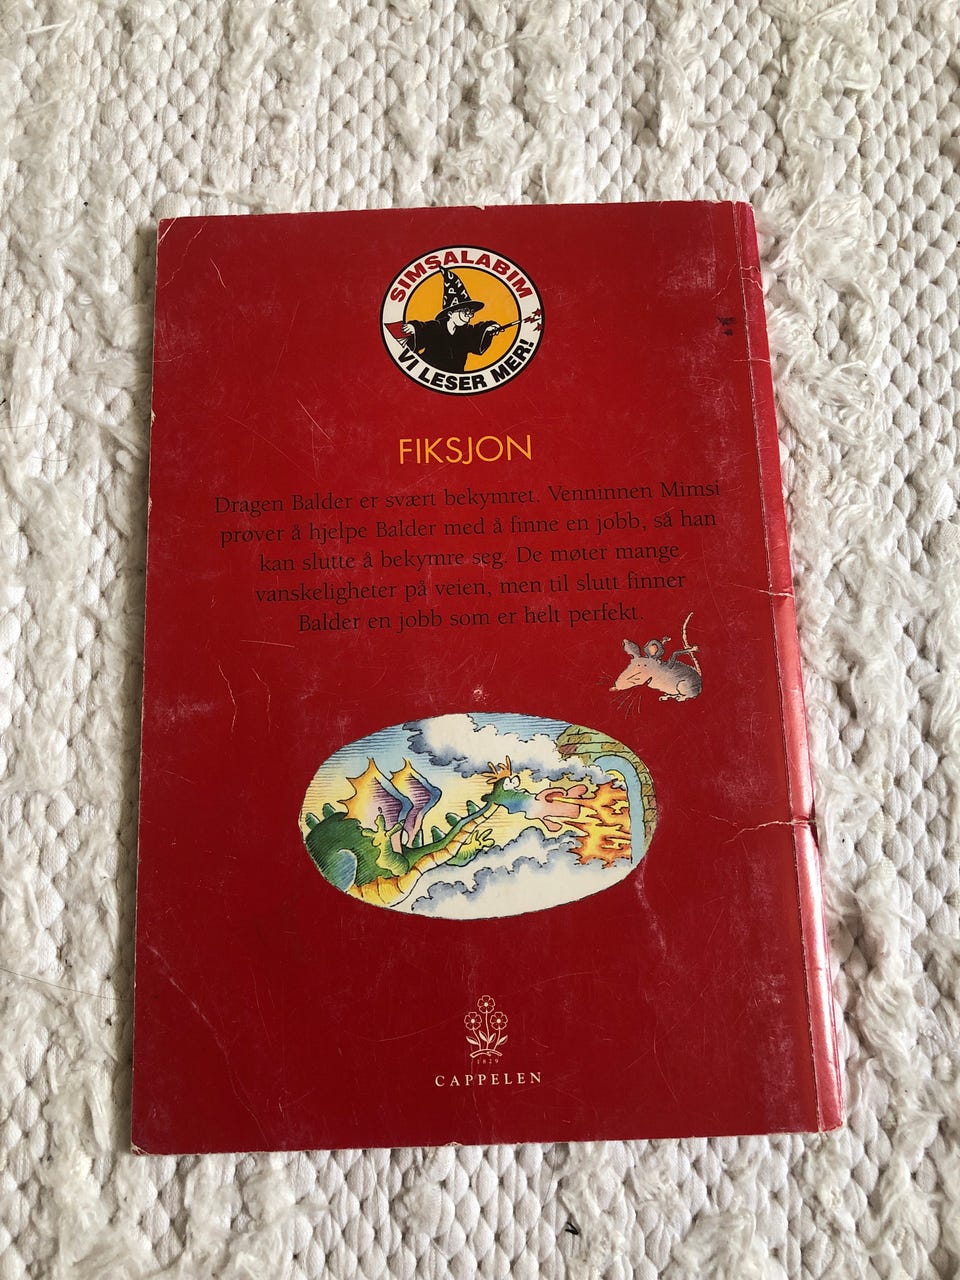 SIMSALABIM
VI LESER MER!
FIKSJON
Dragen Balder er svært bekymret. Venninnen Mimsi
prøver å hjelpe Balder med å finne en jobb, så han
kan slutte å bekymre seg. De møter mange
vanskeligheter på veien, men til slutt finner
Balder en jobb som er helt perfekt.
1829
CAPPELEN